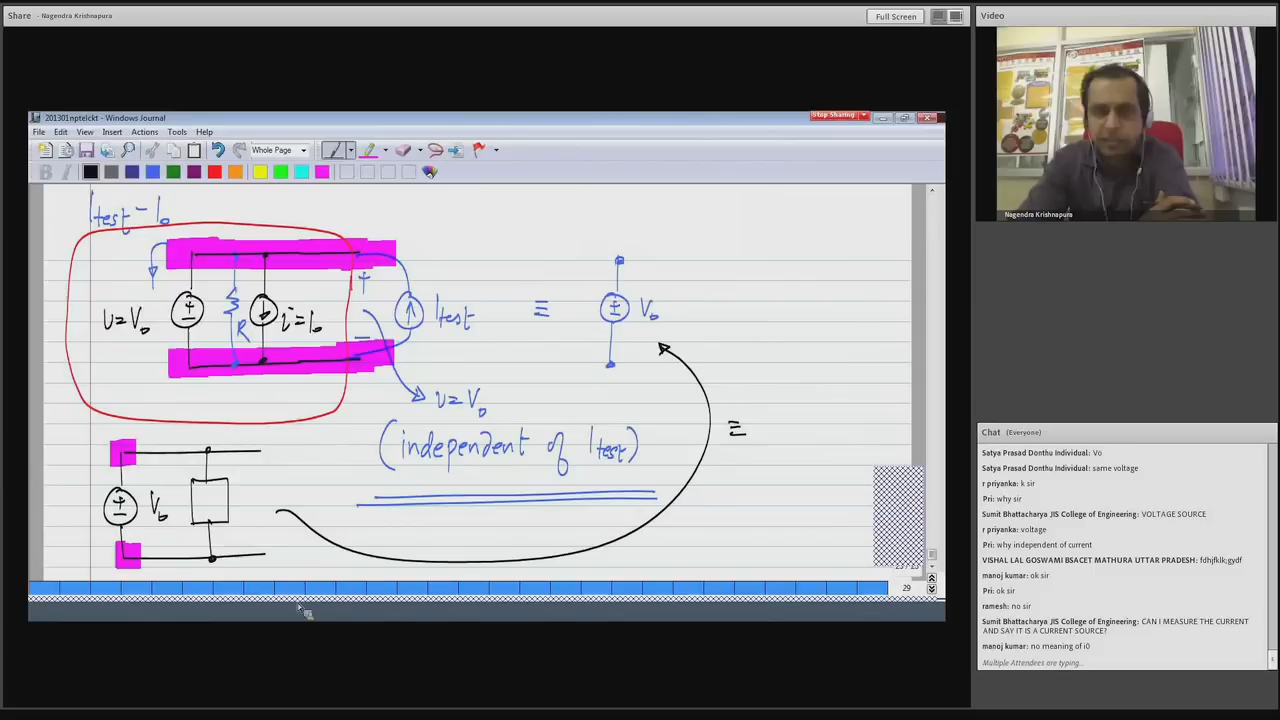 Share - Nagendra Krishnapura
Full Screen
Video
201301nptelckt - Windows Journal
Stop Sharing
File Edit View Insert Actions Tools Help
Whole Page
Itest - I0
V=V0
R
i=I0
+
−
Itest
≡
V0
V=V0
(independent of Itest)
≡
V0
29
Nagendra Krishnapura
Chat (Everyone)
Satya Prasad Donthu Individual: Vo
Satya Prasad Donthu Individual: same voltage
r priyanka: k sir
Pri: why sir
Sumit Bhattacharya JIS College of Engineering: VOLTAGE SOURCE
r priyanka: voltage
Pri: why independent of current
VISHAL LAL GOSWAMI BSACET MATHURA UTTAR PRADESH: fdhjfklk;gydf
manoj kumar: ok sir
Pri: ok sir
ramesh: no sir
Sumit Bhattacharya JIS College of Engineering: CAN I MEASURE THE CURRENT
AND SAY IT IS A CURRENT SOURCE?
manoj kumar: no meaning of i0
Multiple Attendees are typing...